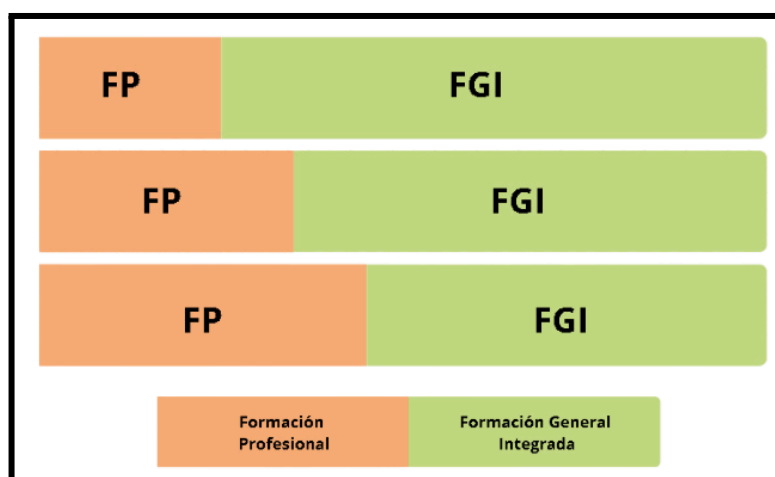 FP FGI
FP FGI
FP FGI
Formación Formación General
Profesional Integrada